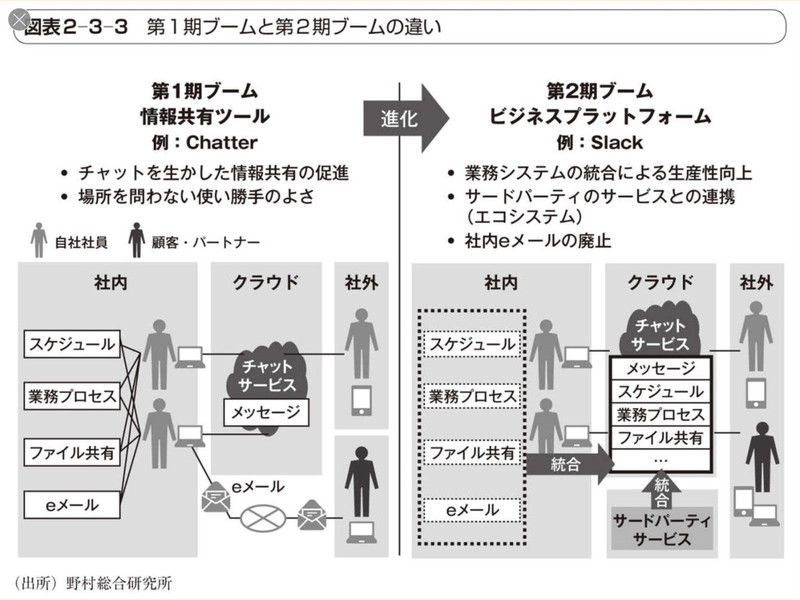 図表2-3-3 第1期ブームと第2期ブームの違い
第1期ブーム
情報共有ツール
例：Chatter
• チャットを生かした情報共有の促進
• 場所を問わない使い勝手のよさ
自社社員
顧客・パートナー
社内
クラウド
社外
スケジュール
業務プロセス
ファイル共有
eメール
チャット
サービス
メッセージ
eメール
進化
第2期ブーム
ビジネスプラットフォーム
例：Slack
• 業務システムの統合による生産性向上
• サードパーティのサービスとの連携
（エコシステム）
• 社内eメールの廃止
社内
クラウド
社外
スケジュール
業務プロセス
ファイル共有
eメール
統合
チャット
サービス
メッセージ
スケジュール
業務プロセス
ファイル共有
…
統合
サードパーティ
サービス
（出所）野村総合研究所